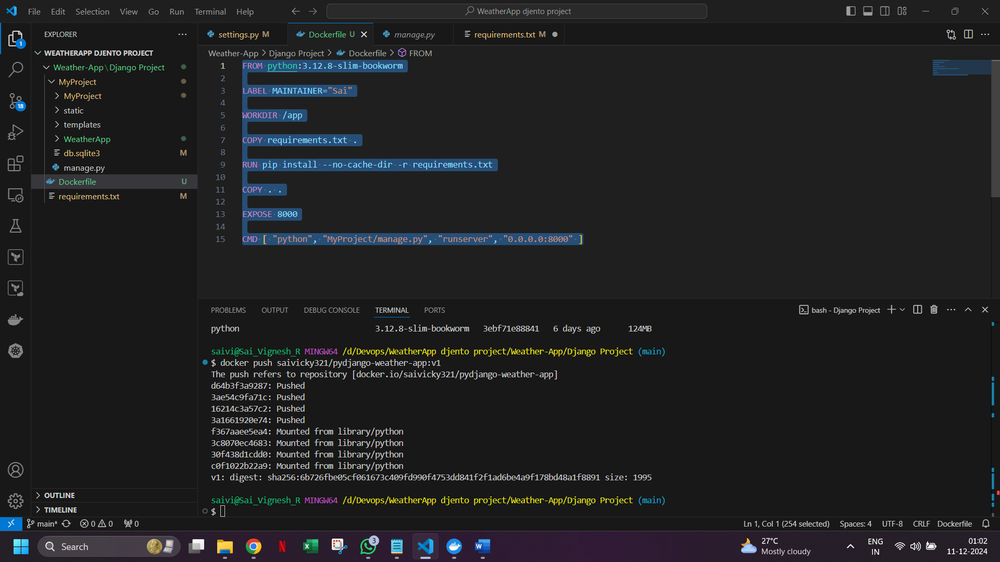 File Edit Selection View Go Run Terminal Help
WeatherApp djento project
EXPLORER
WEATHERAPP DJENTO PROJECT
Weather-App\Django Project
MyProject
MyProject
static
templates
WeatherApp
db.sqlite3 M
manage.py
Dockerfile U
requirements.txt M
OUTLINE
TIMELINE
1
18
settings.py M
Dockerfile U
manage.py
requirements.txt M
Weather-App > Django Project > Dockerfile > FROM
1 FROM python:3.12.8-slim-bookworm
2
3 LABEL MAINTAINER="Sai"
4
5 WORKDIR /app
6
7 COPY requirements.txt .
8
9 RUN pip install --no-cache-dir -r requirements.txt
10
11 COPY . .
12
13 EXPOSE 8000
14
15 CMD [ "python", "MyProject/manage.py", "runserver", "0.0.0.0:8000" ]
PROBLEMS OUTPUT DEBUG CONSOLE TERMINAL PORTS
bash - Django Project
python 3.12.8-slim-bookworm 3ebf71e88841 6 days ago 124MB
saivi@Sai_Vignesh_R MINGW64 /d/Devops/WeatherApp djento project/Weather-App/Django Project (main)
$ docker push saivicky321/pydjango-weather-app:v1
The push refers to repository [docker.io/saivicky321/pydjango-weather-app]
d64b3f3a9287: Pushed
3ae54c9fa71c: Pushed
16214c3a57c2: Pushed
3a1661920e74: Pushed
f367aaee5ea4: Mounted from library/python
3c8070ec4683: Mounted from library/python
30f438d1cdd0: Mounted from library/python
c0f1022b22a9: Mounted from library/python
v1: digest: sha256:6b726fbe05cf061673c409fd990f4753dd841f2f1ad6be4a9f178bd48a1f8891 size: 1995
saivi@Sai_Vignesh_R MINGW64 /d/Devops/WeatherApp djento project/Weather-App/Django Project (main)
$
main* 0 0 0
Ln 1, Col 1 (254 selected) Spaces: 4 UTF-8 CRLF Dockerfile
Search
3
27°C
Mostly cloudy
ENG
IN
01:02
11-12-2024